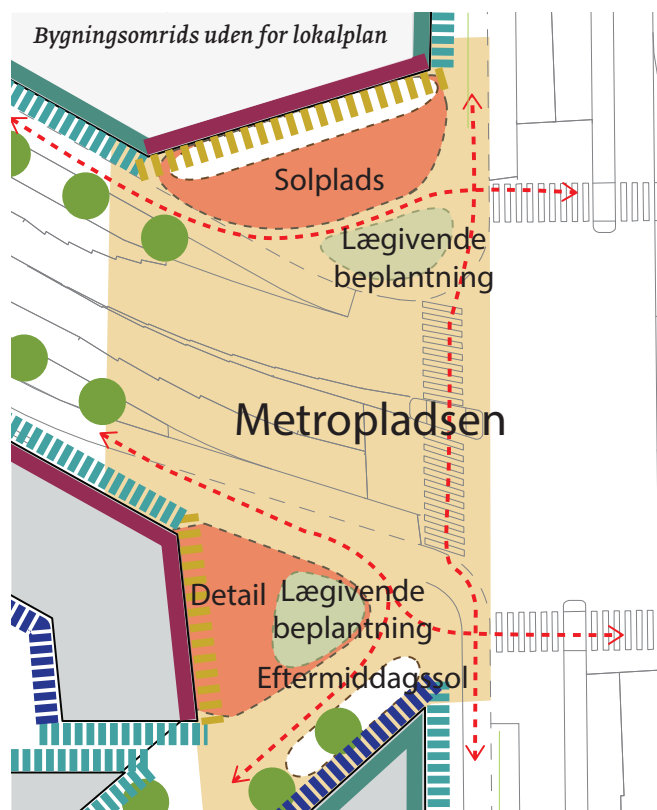 Bygningsomrids uden for lokalplan
Solplads
Lægivende
beplantning
Metropladsen
Detail
Lægivende
beplantning
Eftermiddagssol